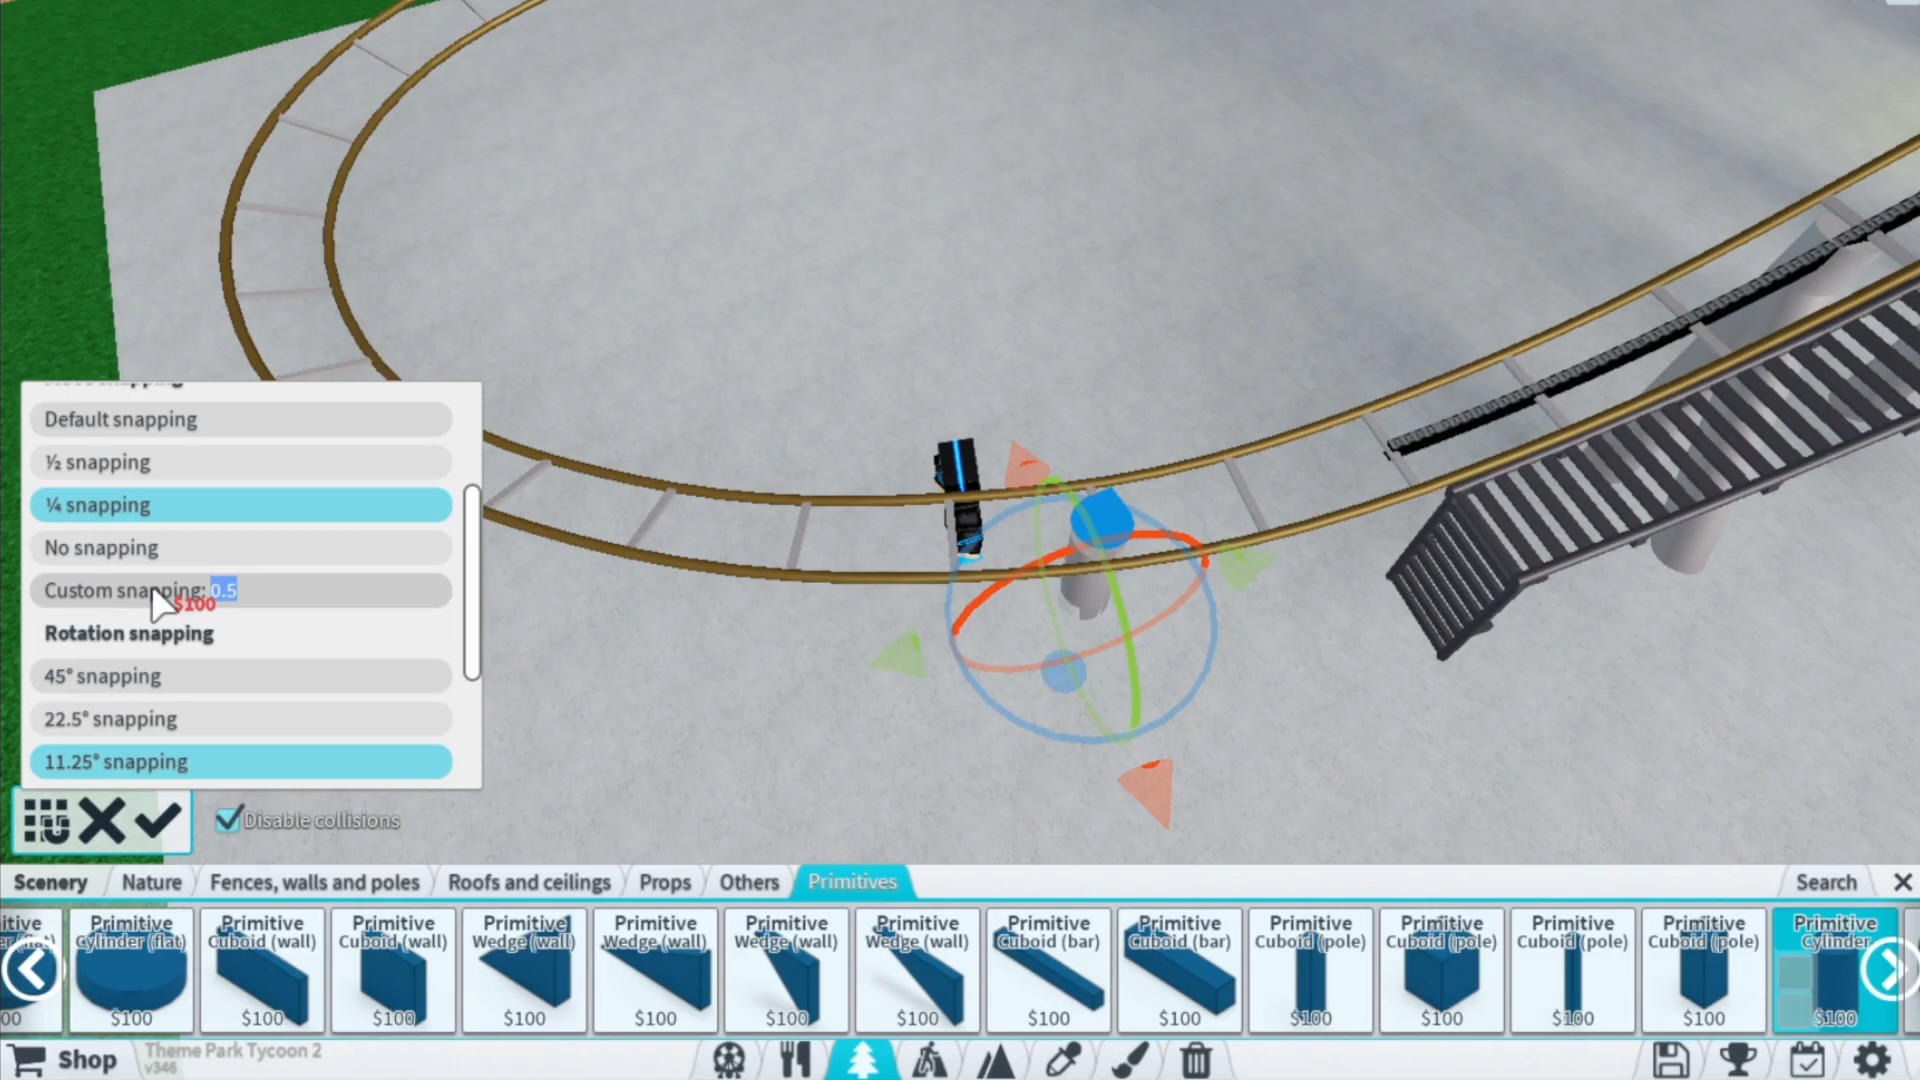 Default snapping
½ snapping
¼ snapping
No snapping
Custom snapping: 0.5
$100
Rotation snapping
45° snapping
22.5° snapping
11.25° snapping
Disable collisions
Scenery
Nature
Fences, walls and poles
Roofs and ceilings
Props
Others
Primitives
Search
Primitive
Cylinder (flat)
$100
Primitive
Cuboid (wall)
$100
Primitive
Cuboid (wall)
$100
Primitive
Wedge (wall)
$100
Primitive
Wedge (wall)
$100
Primitive
Wedge (wall)
$100
Primitive
Wedge (wall)
$100
Primitive
Cuboid (bar)
$100
Primitive
Cuboid (bar)
$100
Primitive
Cuboid (pole)
$100
Primitive
Cuboid (pole)
$100
Primitive
Cuboid (pole)
$100
Primitive
Cuboid (pole)
$100
Primitive
Cylinder
$100
Shop
Theme Park Tycoon 2
v346